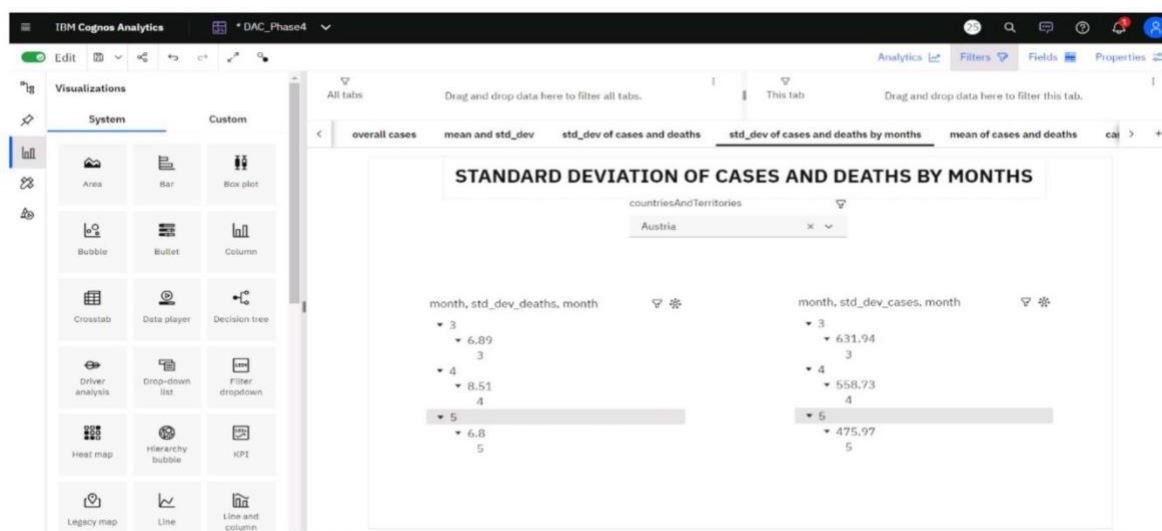 IBM Cognos Analytics
* DAC_Phase4
25
Edit
Analytics
Filters
Fields
Properties
Visualizations
System
Custom
Area
Bar
Box plot
Bubble
Bullet
Column
Crosstab
Data player
Decision tree
Driver analysis
Drop-down list
Filter dropdown
Heat map
Hierarchy bubble
KPI
Legacy map
Line
Line and column
All tabs
Drag and drop data here to filter all tabs.
This tab
Drag and drop data here to filter this tab.
overall cases
mean and std_dev
std_dev of cases and deaths
std_dev of cases and deaths by months
mean of cases and deaths
STANDARD DEVIATION OF CASES AND DEATHS BY MONTHS
countriesAndTerritories
Austria
month, std_dev_deaths, month
3
6.89
3
4
8.51
4
5
6.8
5
month, std_dev_cases, month
3
631.94
3
4
558.73
4
5
475.97
5